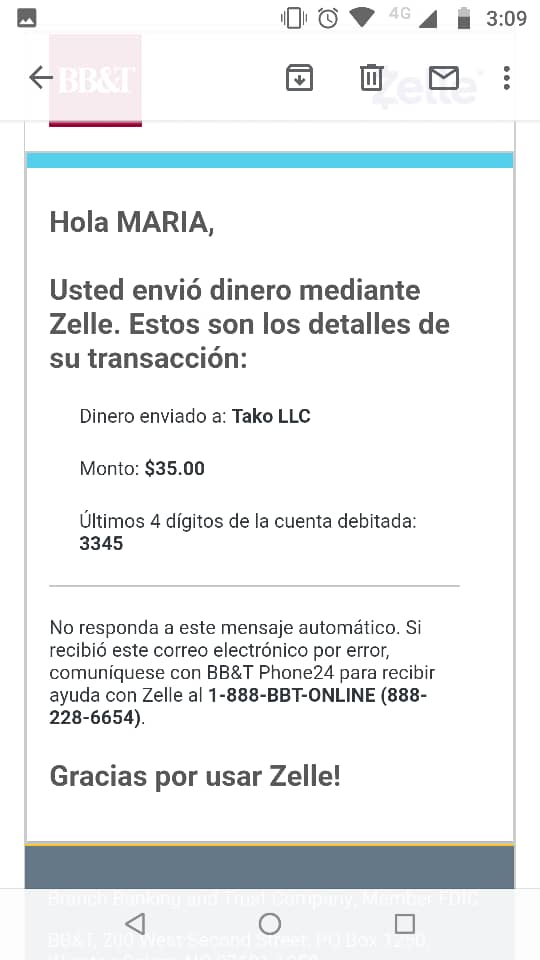 4G 3:09
BB&T
Zelle
Hola MARIA,
Usted envió dinero mediante
Zelle. Estos son los detalles de
su transacción:
Dinero enviado a: Tako LLC
Monto: $35.00
Últimos 4 dígitos de la cuenta debitada:
3345
No responda a este mensaje automático. Si
recibió este correo electrónico por error,
comuníquese con BB&T Phone24 para recibir
ayuda con Zelle al 1-888-BBT-ONLINE (888-
228-6654).
Gracias por usar Zelle!
Branch Banking and Trust Company, Member FDIC
BB&T, 200 West Second Street, PO Box 1250,